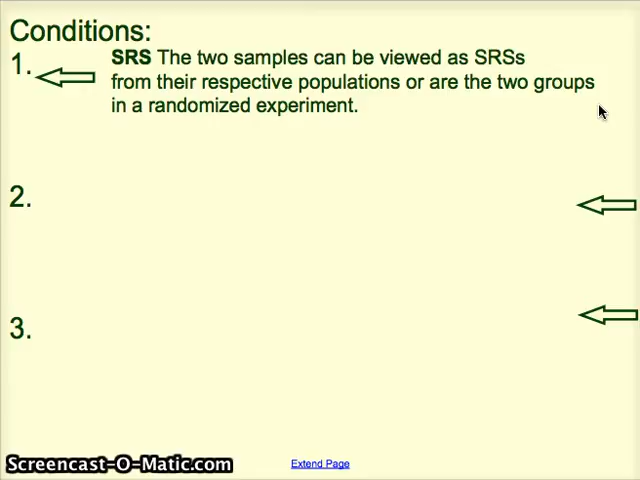 Conditions:
1.
SRS The two samples can be viewed as SRSs
from their respective populations or are the two groups
in a randomized experiment.
2.
3.
Screencast-O-Matic.com
Extend Page